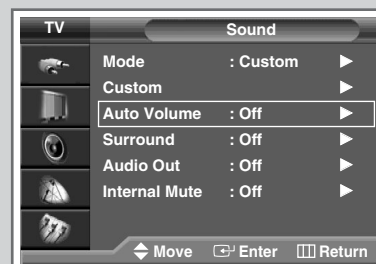 TV Sound
Mode : Custom
Custom
Auto Volume : Off
Surround : Off
Audio Out : Off
Internal Mute : Off
Move Enter Return